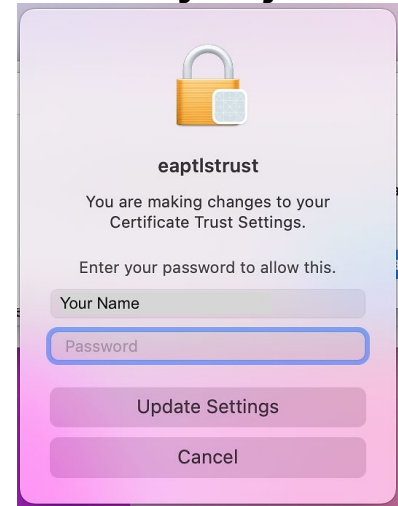 eaptlstrust
You are making changes to your
Certificate Trust Settings.
Enter your password to allow this.
Your Name
Password
Update Settings
Cancel